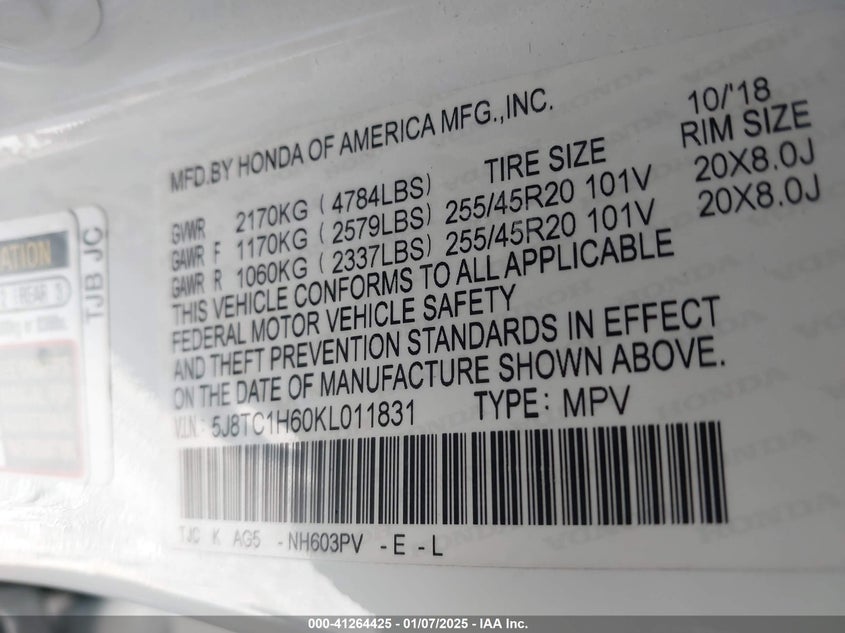 MFD.BY HONDA OF AMERICA MFG.,INC. 10/'18
TIRE SIZE RIM SIZE
GVWR 2170KG ( 4784LBS)
GAWR F 1170KG ( 2579LBS) 255/45R20 101V 20X8.0J
GAWR R 1060KG ( 2337LBS) 255/45R20 101V 20X8.0J
THIS VEHICLE CONFORMS TO ALL APPLICABLE
FEDERAL MOTOR VEHICLE SAFETY
AND THEFT PREVENTION STANDARDS IN EFFECT
ON THE DATE OF MANUFACTURE SHOWN ABOVE.
V.I.N.: 5J8TC1H60KL011831 TYPE: MPV
TJC K AG5 -NH603PV -E -L
TJB JC
REAR
000-41264425 - 01/07/2025 - IAA Inc.